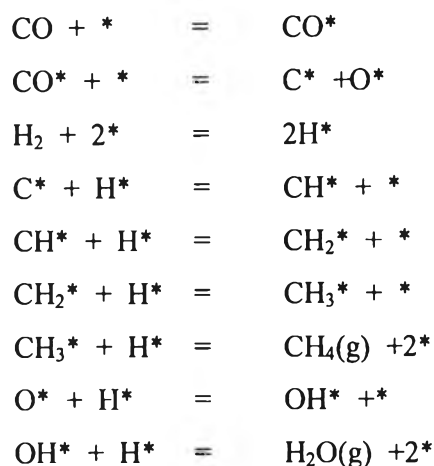 CO + * = CO*
CO* + * = C* +O*
H₂ + 2* = 2H*
C* + H* = CH* + *
CH* + H* = CH₂* + *
CH₂* + H* = CH₃* + *
CH₃* + H* = CH₄(g) +2*
O* + H* = OH* +*
OH* + H* = H₂O(g) +2*